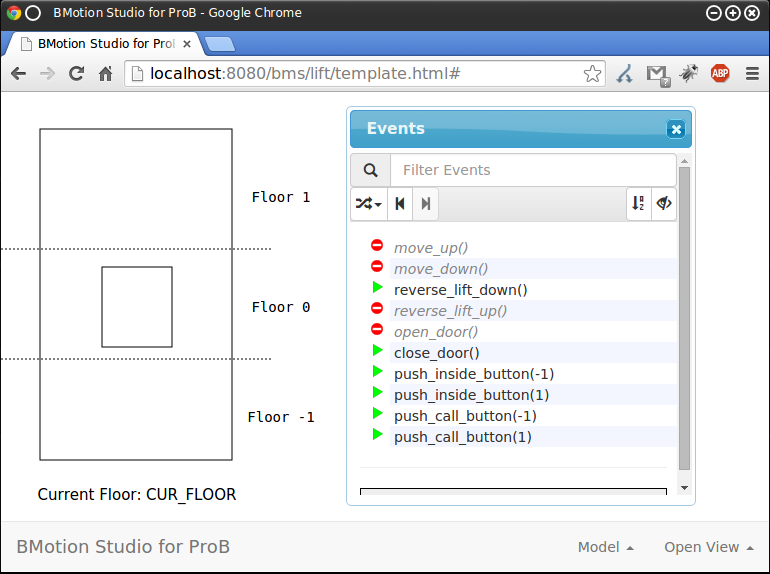 BMotion Studio for ProB - Google Chrome
BMotion Studio for Prol
localhost:8080/bms/lift/template.html#
?
ABP
Events
Filter Events
Floor 1
move_up()
move_down()
reverse_lift_down()
Floor 0
reverse_lift_up()
open_door()
close_door()
push_inside_button(-1)
push_inside_button(1)
Floor -1
push_call_button(-1)
push_call_button(1)
Current Floor: CUR_FLOOR
BMotion Studio for ProB
Model
Open View